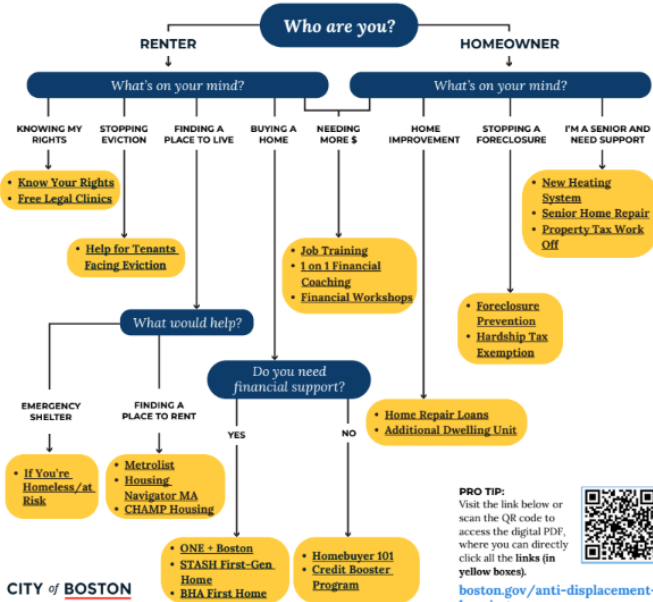 Who are you?
RENTER
HOMEOWNER
What's on your mind?
What's on your mind?
KNOWING MY
RIGHTS
STOPPING
EVICTION
FINDING A
PLACE TO LIVE
BUYING A
HOME
NEEDING
MORE $
HOME
IMPROVEMENT
STOPPING A
FORECLOSURE
I'M A SENIOR AND
NEED SUPPORT
• Know Your Rights
• Free Legal Clinics
• New Heating
System
• Senior Home Repair
• Property Tax Work
Off
• Help for Tenants
Facing Eviction
• Job Training
• 1 on 1 Financial
Coaching
• Financial Workshops
• Foreclosure
Prevention
• Hardship Tax
Exemption
What would help?
Do you need
financial support?
EMERGENCY
SHELTER
FINDING A
PLACE TO RENT
YES
NO
• Home Repair Loans
• Additional Dwelling Unit
• If You're
Homeless/at
Risk
• Metrolist
• Housing
Navigator MA
• CHAMP Housing
• ONE + Boston
• STASH First-Gen
Home
• BHA First Home
• Homebuyer 101
• Credit Booster
Program
PRO TIP:
Visit the link below or
scan the QR code to
access the digital PDF,
where you can directly
click all the links (in
yellow boxes).
boston.gov/anti-displacement-
CITY of BOSTON